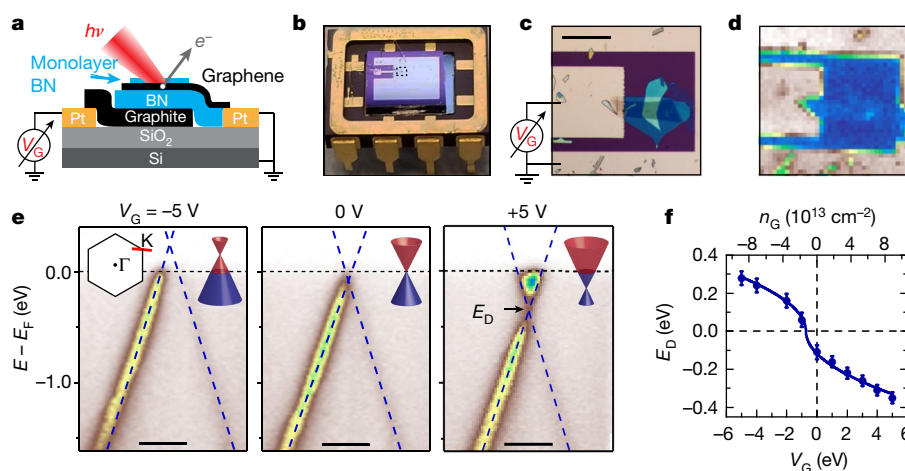 a
hν
e⁻
Monolayer
BN
Graphene
BN
Pt
Graphite
Pt
V_G
SiO₂
Si
b
c
V_G
d
e
V_G = −5 V
0 V
+5 V
K
Γ
E_D
0.0
−1.0
E − E_F (eV)
f
n_G (10¹³ cm⁻²)
−8 −4 0 4 8
0.4
0.2
0.0
−0.2
−0.4
E_D (eV)
−6 −4 −2 0 2 4 6
V_G (eV)